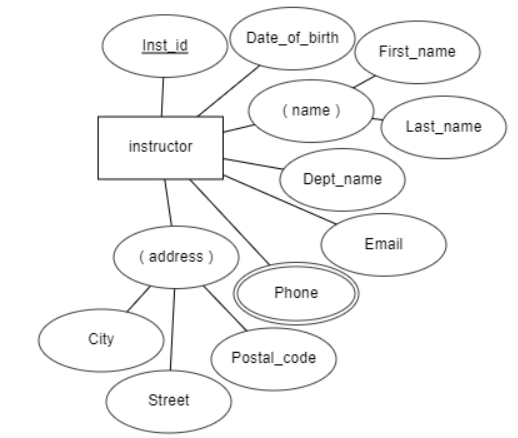 Inst_id
Date_of_birth
First_name
( name )
Last_name
instructor
Dept_name
Email
( address )
Phone
City
Postal_code
Street